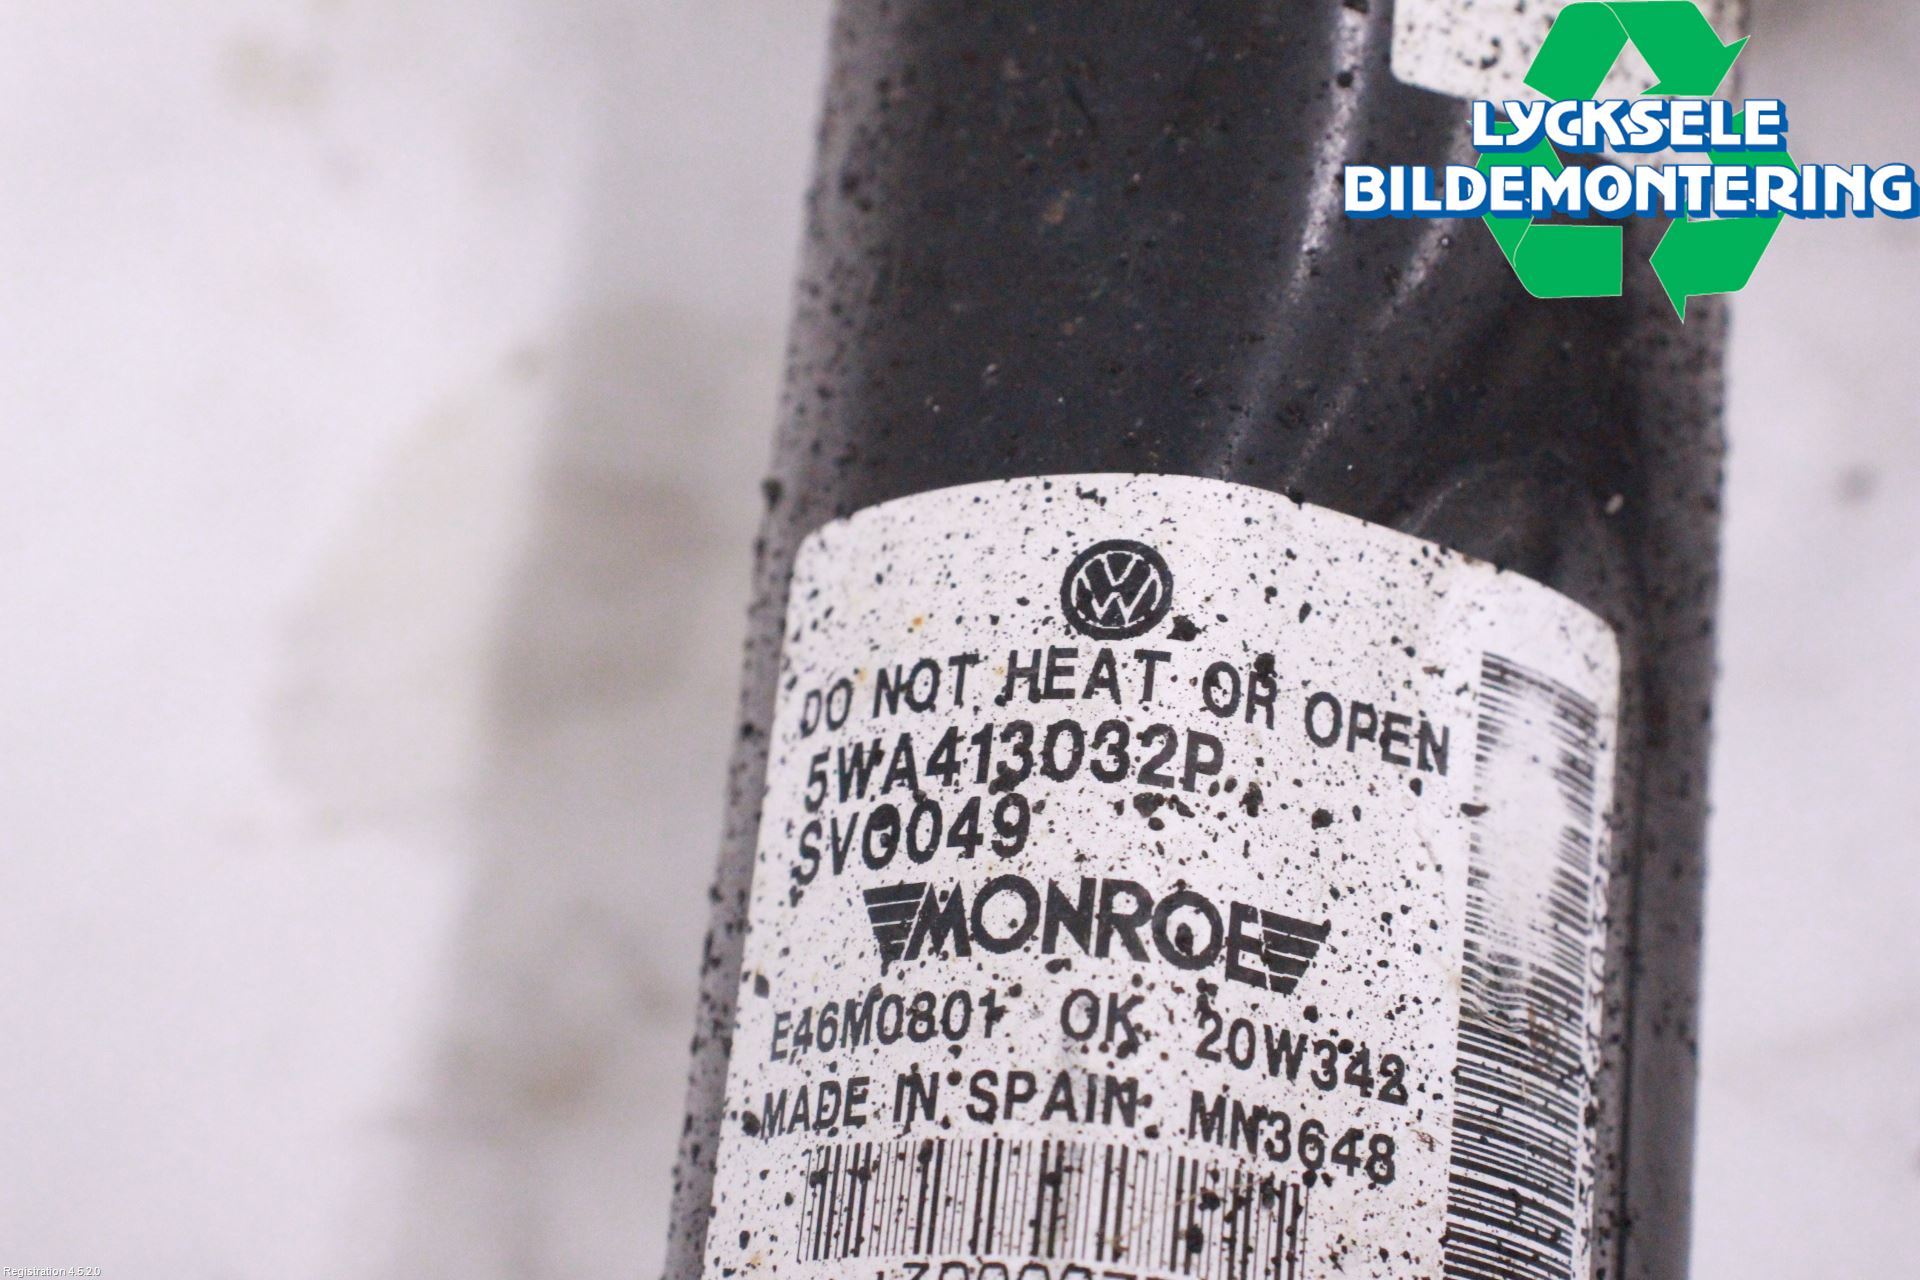 LYCKSELE
BILDEMONTERING
DO NOT HEAT OR OPEN
5WA413032P
SV0049
MONROE
E46M0801 OK 20W342
MADE IN SPAIN MN3648
Registration 4.5.2.0